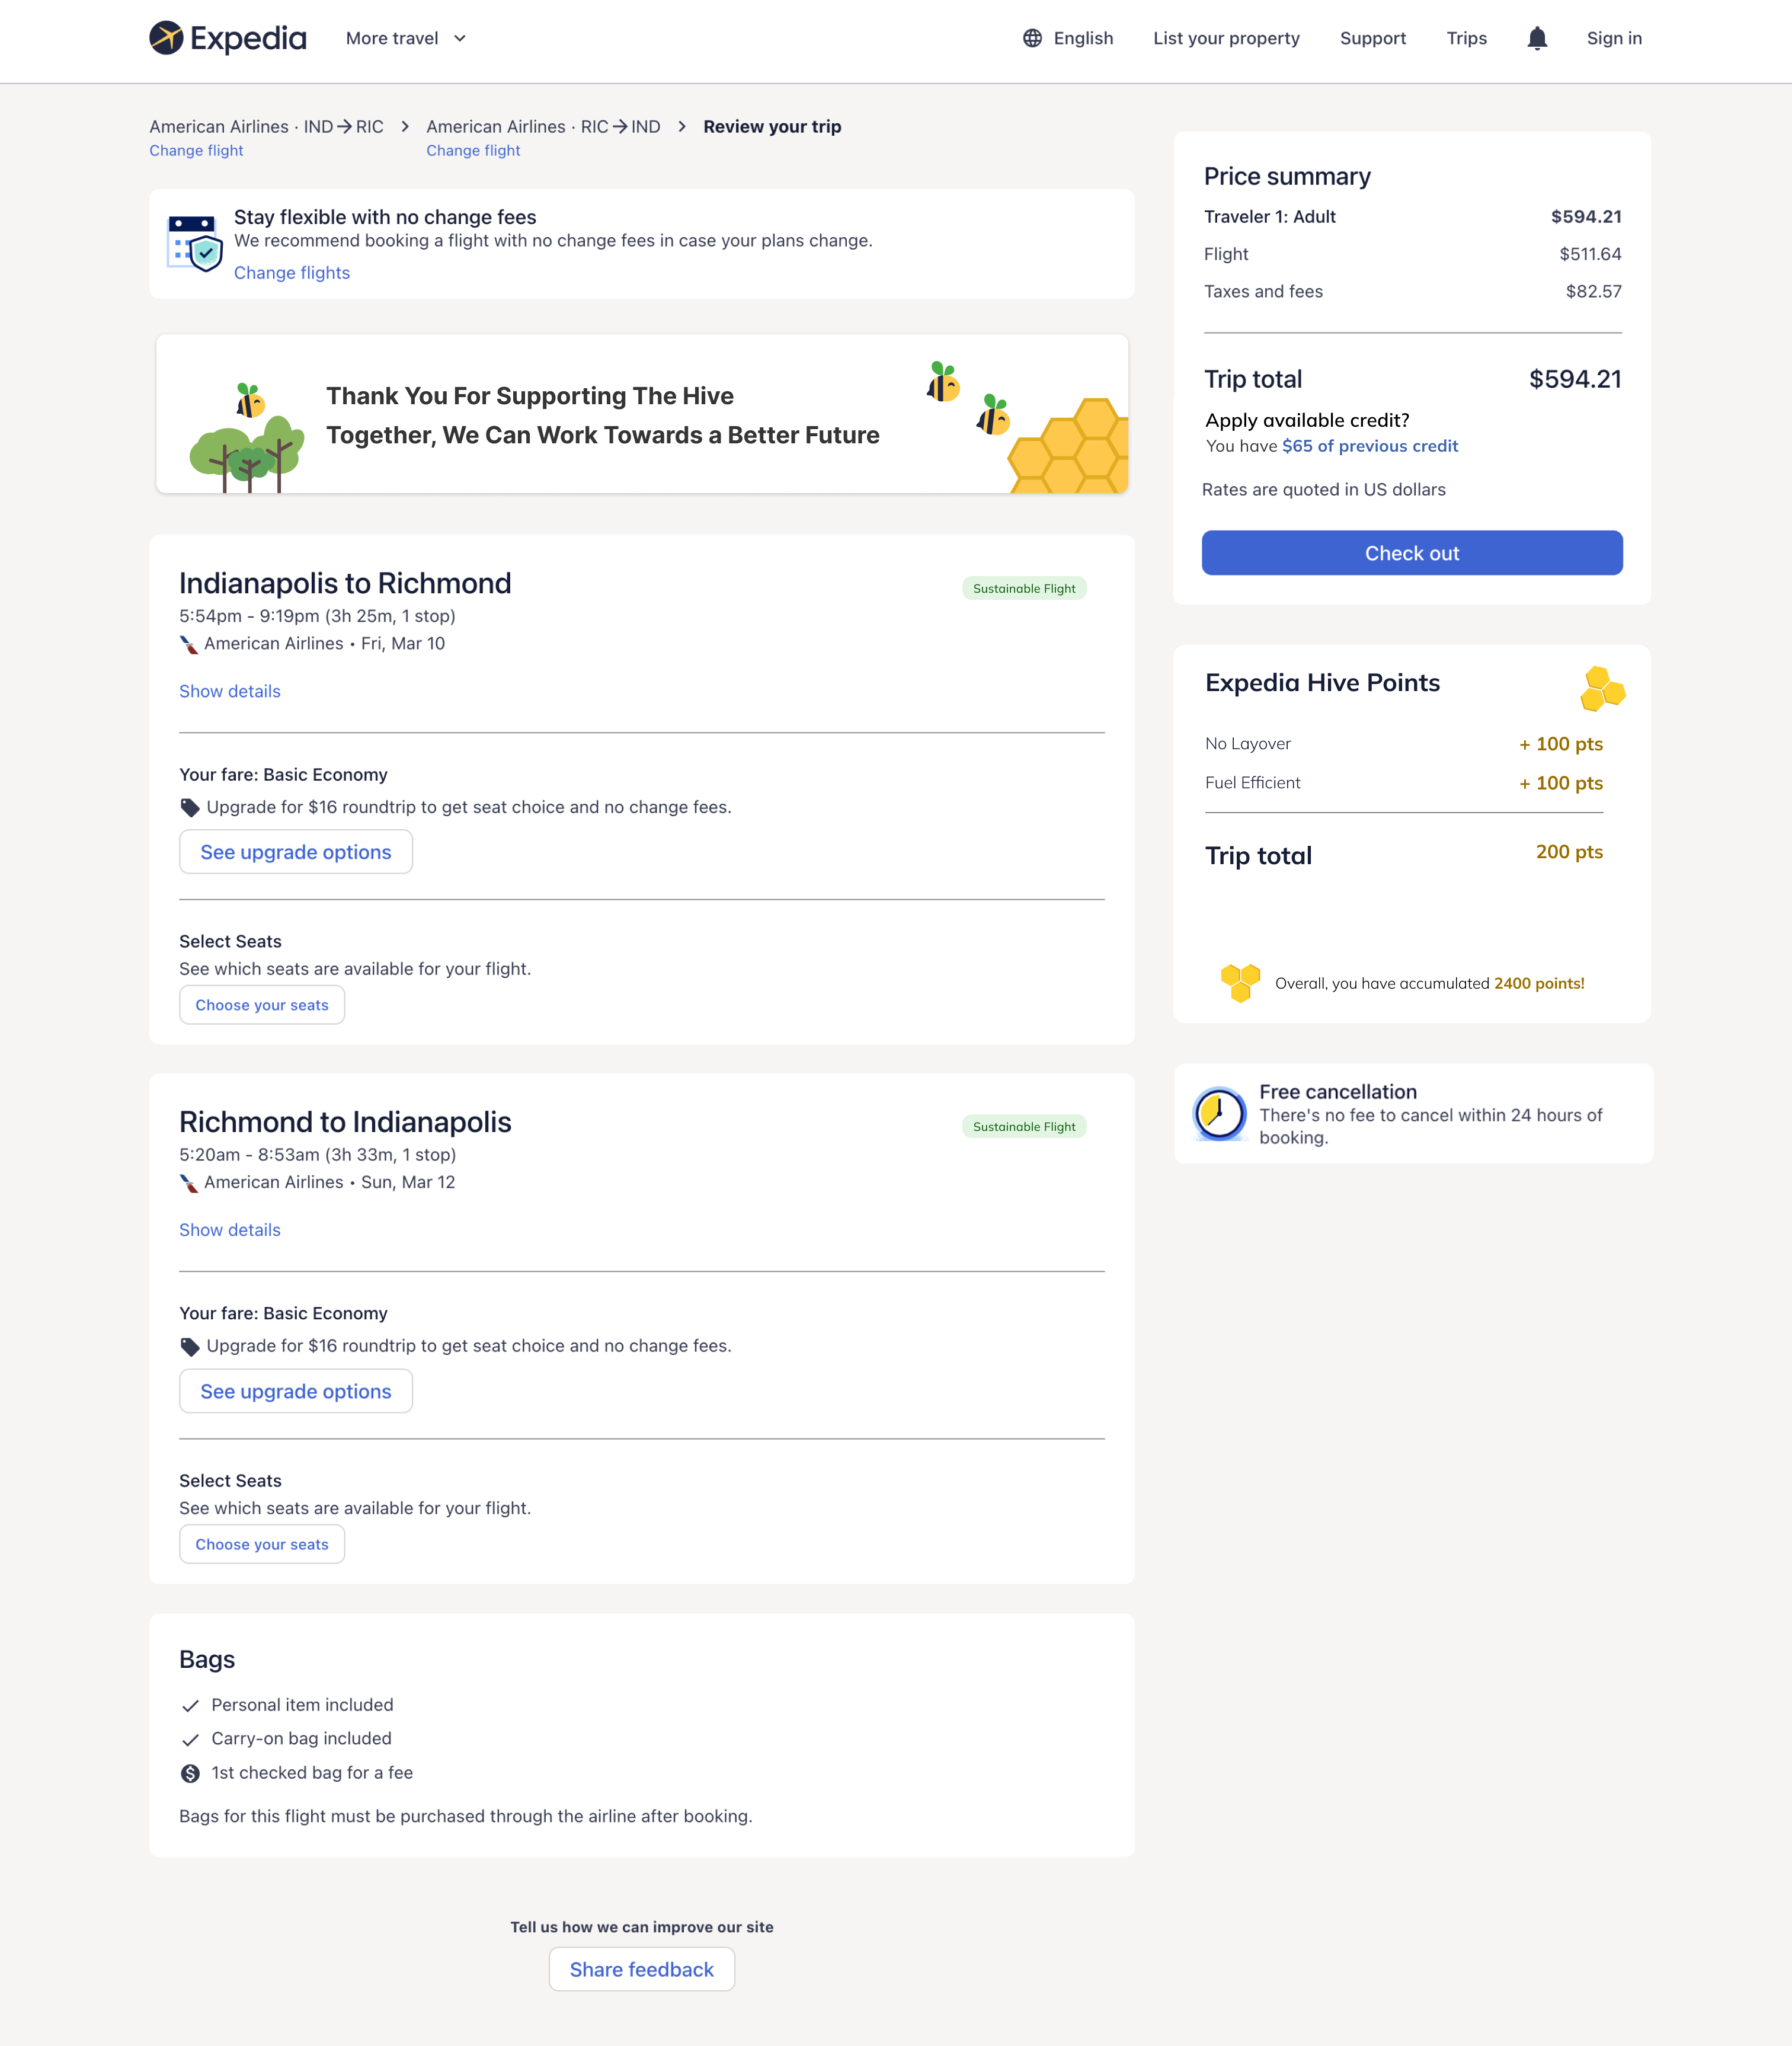 Expedia
More travel
English
List your property
Support
Trips
Sign in
American Airlines · IND → RIC
Change flight
American Airlines · RIC → IND
Change flight
Review your trip
Stay flexible with no change fees
We recommend booking a flight with no change fees in case your plans change.
Change flights
Thank You For Supporting The Hive
Together, We Can Work Towards a Better Future
Indianapolis to Richmond
Sustainable Flight
5:54pm - 9:19pm (3h 25m, 1 stop)
American Airlines • Fri, Mar 10
Show details
Your fare: Basic Economy
Upgrade for $16 roundtrip to get seat choice and no change fees.
See upgrade options
Select Seats
See which seats are available for your flight.
Choose your seats
Richmond to Indianapolis
Sustainable Flight
5:20am - 8:53am (3h 33m, 1 stop)
American Airlines • Sun, Mar 12
Show details
Your fare: Basic Economy
Upgrade for $16 roundtrip to get seat choice and no change fees.
See upgrade options
Select Seats
See which seats are available for your flight.
Choose your seats
Bags
Personal item included
Carry-on bag included
$ 1st checked bag for a fee
Bags for this flight must be purchased through the airline after booking.
Tell us how we can improve our site
Share feedback
Price summary
Traveler 1: Adult $594.21
Flight $511.64
Taxes and fees $82.57
Trip total $594.21
Apply available credit?
You have $65 of previous credit
Rates are quoted in US dollars
Check out
Expedia Hive Points
No Layover + 100 pts
Fuel Efficient + 100 pts
Trip total 200 pts
Overall, you have accumulated 2400 points!
Free cancellation
There's no fee to cancel within 24 hours of
booking.